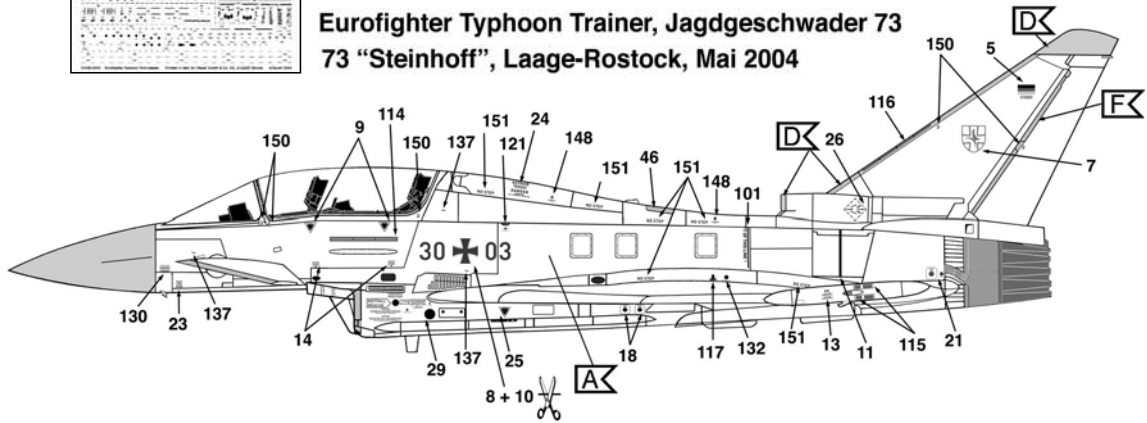 Eurofighter Typhoon Trainer, Jagdgeschwader 73
73 “Steinhoff”, Laage-Rostock, Mai 2004
D
150 5
116
F
7
114
151 24
148
150 9 150 137 121
151 46 151 148 101
D 26
NO STEP
DANGER
NO STEP
NO STEP NO STEP
30 03
NO STEP
NO STEP
130 23 137
14
29 137 25
18
117 132 151 13 11 115 21
A
8 + 10